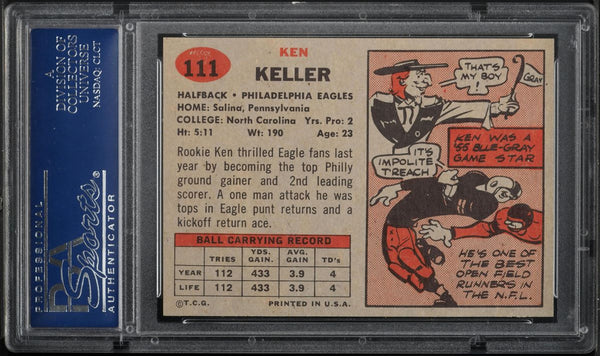 A
DIVISION OF
COLLECTORS
UNIVERSE
NASDAQ: CLCT
PSA Sports
PROFESSIONAL
AUTHENTICATOR
111
KEN
KELLER
HALFBACK • PHILADELPHIA EAGLES
HOME: Salina, Pennsylvania
COLLEGE: North Carolina Yrs. Pro: 2
Ht: 5:11 Wt: 190 Age: 23
Rookie Ken thrilled Eagle fans last
year by becoming the top Philly
ground gainer and 2nd leading
scorer. A one man attack he was
tops in Eagle punt returns and a
kickoff return ace.
BALL CARRYING RECORD
TRIES YDS. GAIN. AVG. GAIN TD's
YEAR 112 433 3.9 4
LIFE 112 433 3.9 4
©T.C.G. PRINTED IN U.S.A.
THAT'S
MY BOY!
GRAY
KEN WAS A
'55 BLUE-GRAY
GAME STAR
IT'S
IMPOLITE
T'REACH
HE'S ONE OF
THE BEST
OPEN FIELD
RUNNERS IN
THE N.F.L.